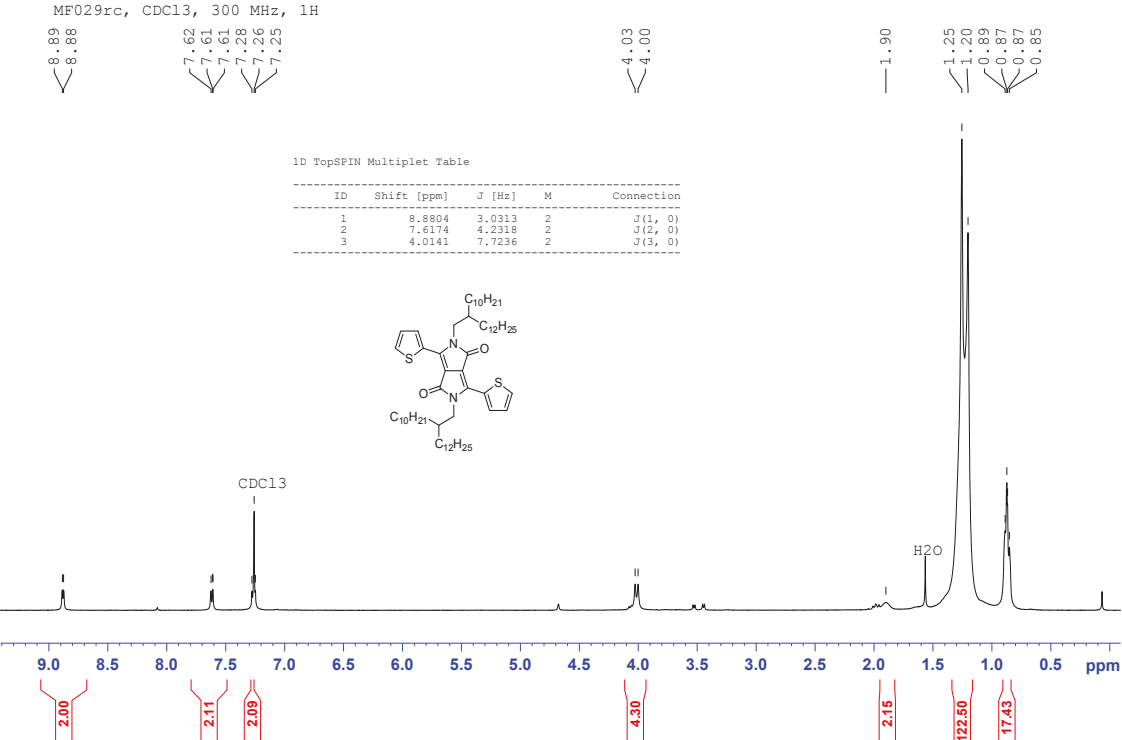 MF029rc, CDCl3, 300 MHz, 1H
8.89
8.88
7.62
7.61
7.61
7.28
7.26
7.25
4.03
4.00
1.90
1.25
1.20
0.89
0.87
0.87
0.85
1D TopSPIN Multiplet Table
ID Shift [ppm] J [Hz] M Connection
1 8.8804 3.0313 2 J(1, 0)
2 7.6174 4.2318 2 J(2, 0)
3 4.0141 7.7236 2 J(3, 0)
C10H21
C12H25
N
O
S
S
O
N
C10H21
C12H25
CDCl3
H2O
9.0 8.5 8.0 7.5 7.0 6.5 6.0 5.5 5.0 4.5 4.0 3.5 3.0 2.5 2.0 1.5 1.0 0.5 ppm
2.00
2.11
2.09
4.30
2.15
122.50
17.43